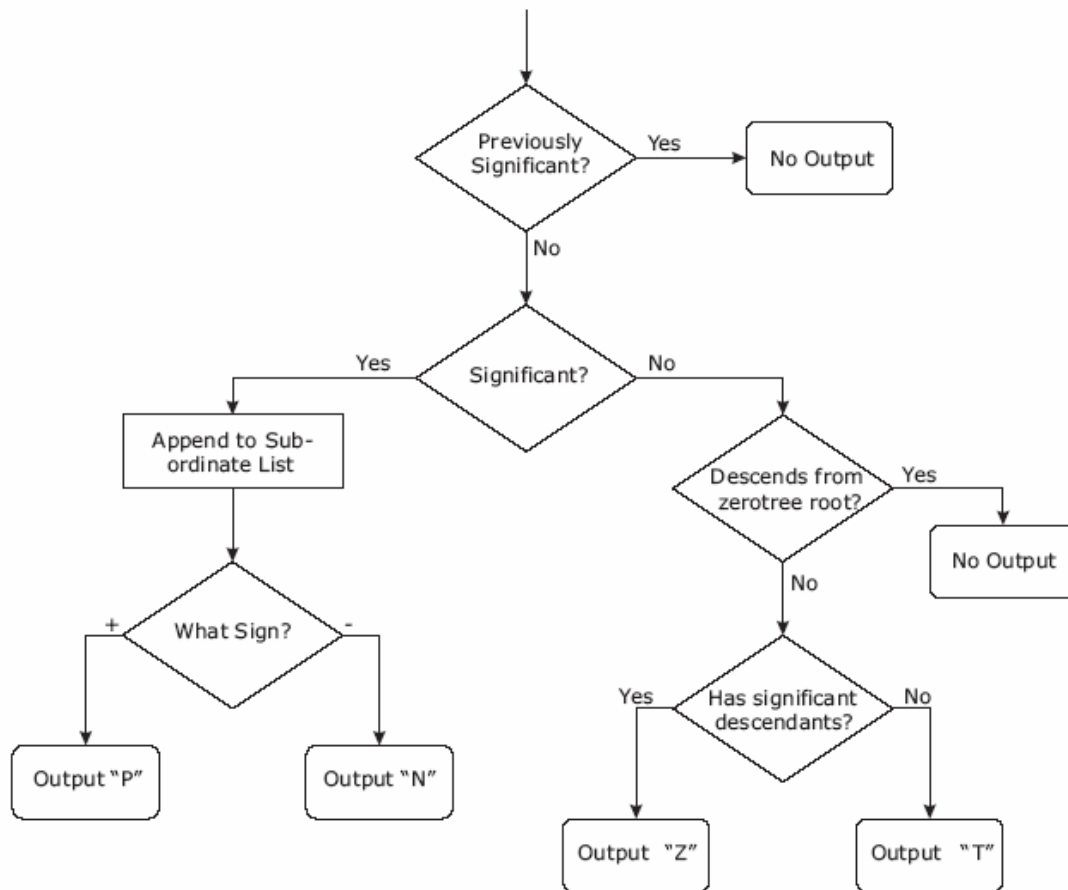 Previously
Significant?
Yes
No Output
No
Significant?
Yes
No
Append to Sub-
ordinate List
Descends from
zerotree root?
Yes
No Output
No
What Sign?
+
-
Has significant
descendants?
Yes
No
Output “P”
Output “N”
Output “Z”
Output “T”